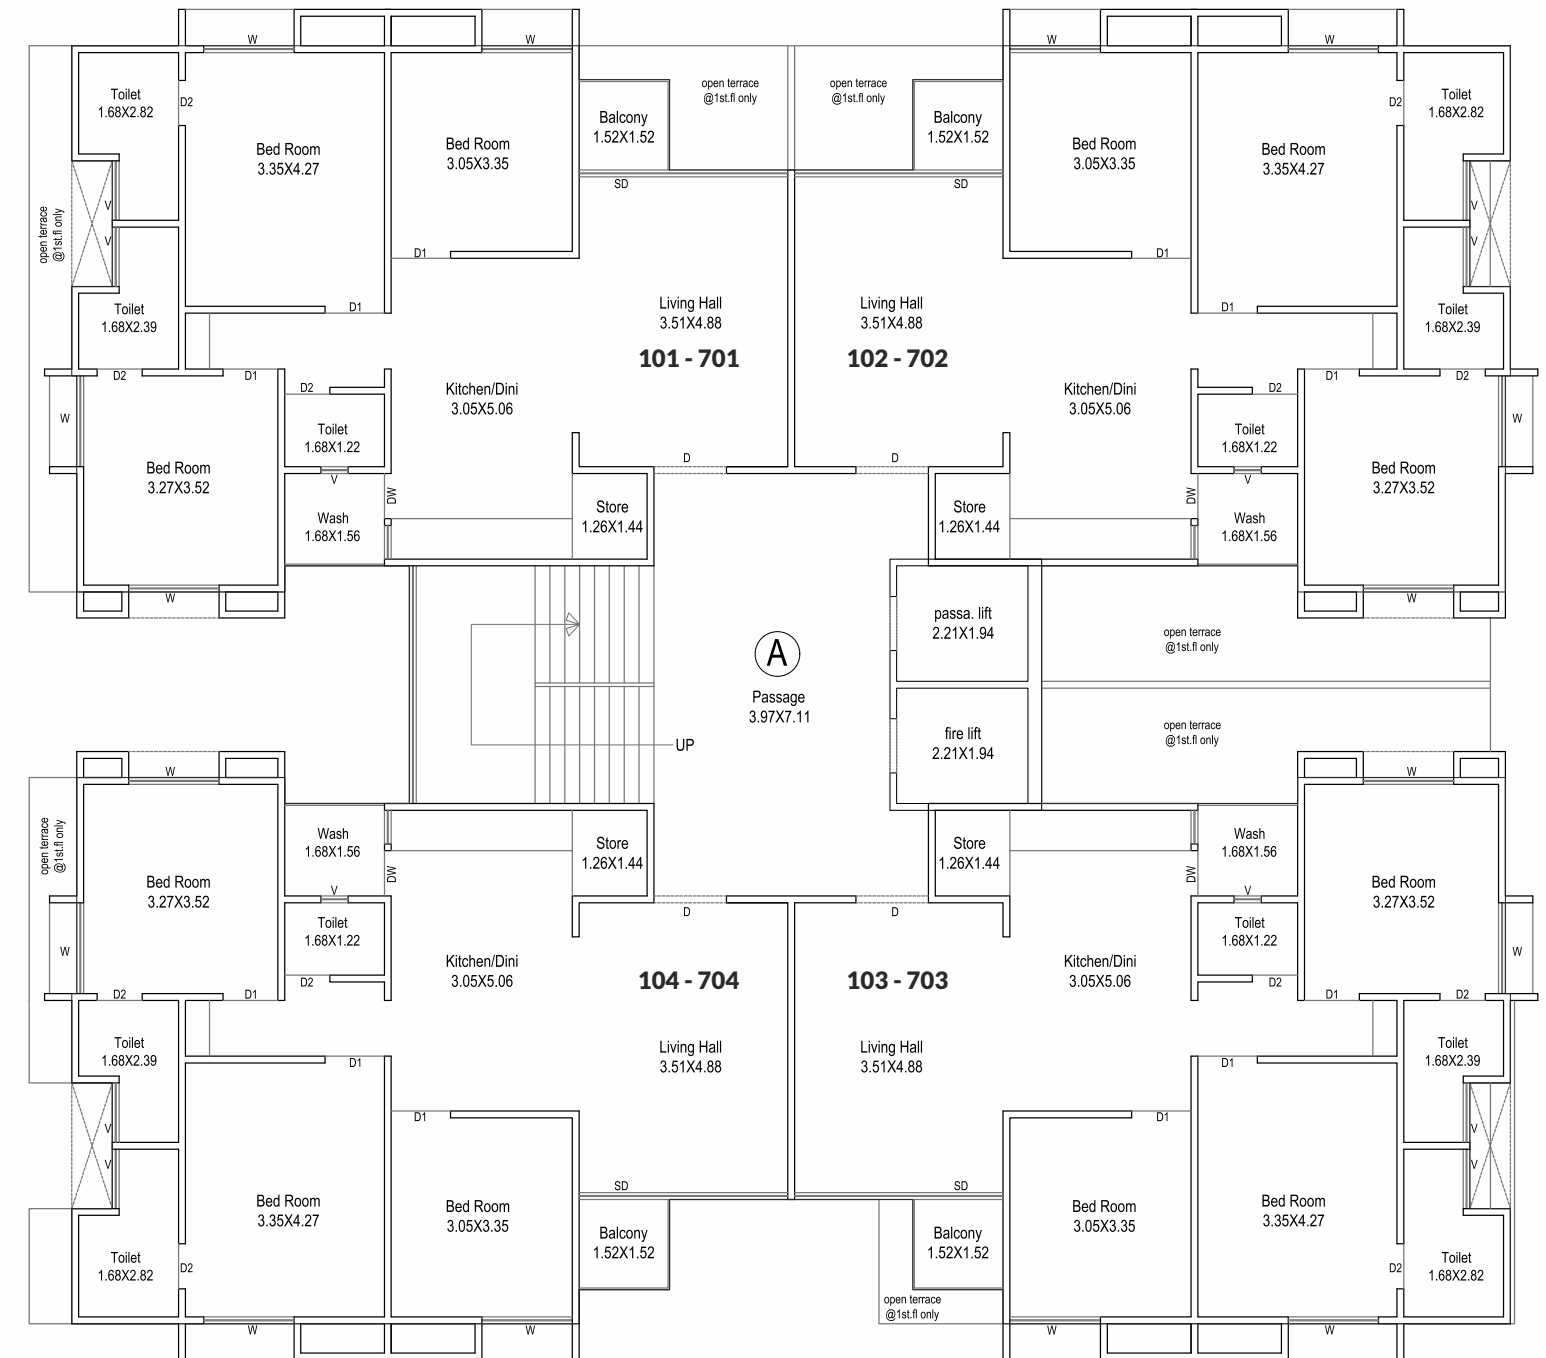 W
W
W
W
Toilet
1.68X2.82
D2
Bed Room
3.35X4.27
Bed Room
3.05X3.35
Balcony
1.52X1.52
open terrace
@1st.fl only
open terrace
@1st.fl only
Balcony
1.52X1.52
Bed Room
3.05X3.35
Bed Room
3.35X4.27
D2
Toilet
1.68X2.82
SD
SD
open terrace
@1st.fl only
V
V
V
V
D1
D1
Toilet
1.68X2.39
D1
Living Hall
3.51X4.88
101 - 701
Living Hall
3.51X4.88
102 - 702
D1
Toilet
1.68X2.39
D2
D1
D2
Kitchen/Dini
3.05X5.06
Kitchen/Dini
3.05X5.06
D2
D1
D2
W
Toilet
1.68X1.22
Toilet
1.68X1.22
W
Bed Room
3.27X3.52
V
DW
D
D
DW
V
Bed Room
3.27X3.52
Wash
1.68X1.56
Store
1.26X1.44
Store
1.26X1.44
Wash
1.68X1.56
W
W
passa. lift
2.21X1.94
open terrace
@1st.fl only
A
Passage
3.97X7.11
UP
fire lift
2.21X1.94
open terrace
@1st.fl only
W
W
open terrace
@1st.fl only
Wash
1.68X1.56
Store
1.26X1.44
Store
1.26X1.44
Wash
1.68X1.56
Bed Room
3.27X3.52
V
DW
D
D
DW
V
Bed Room
3.27X3.52
W
Toilet
1.68X1.22
Toilet
1.68X1.22
W
D2
D1
D2
Kitchen/Dini
3.05X5.06
104 - 704
103 - 703
Kitchen/Dini
3.05X5.06
D2
D1
D2
Toilet
1.68X2.39
D1
Living Hall
3.51X4.88
Living Hall
3.51X4.88
D1
Toilet
1.68X2.39
D1
D1
V
V
V
V
SD
SD
Bed Room
3.35X4.27
Bed Room
3.05X3.35
Balcony
1.52X1.52
Balcony
1.52X1.52
Bed Room
3.05X3.35
Bed Room
3.35X4.27
Toilet
1.68X2.82
D2
D2
Toilet
1.68X2.82
open terrace
@1st.fl only
W
W
W
W